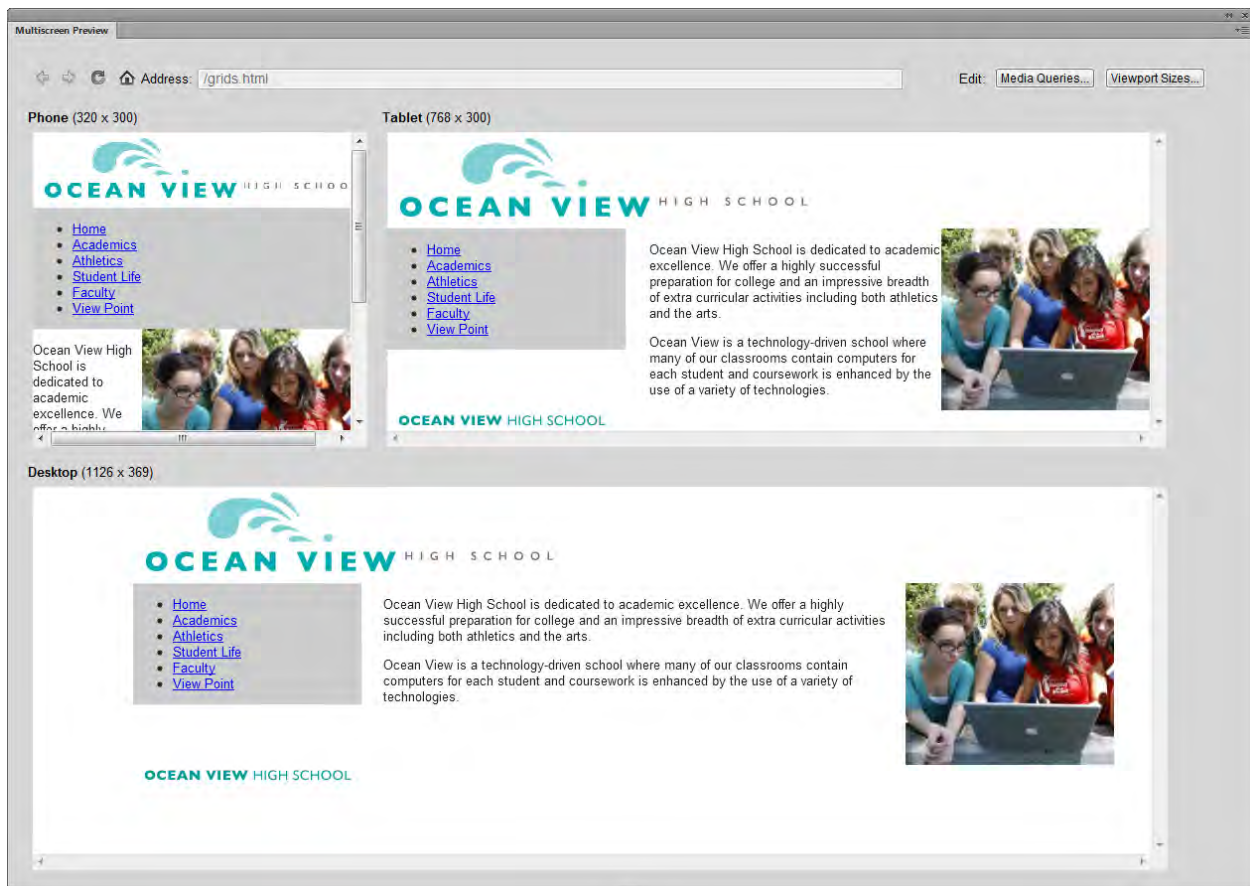 Multiscreen Preview
Address: /grids.html
Edit: Media Queries... Viewport Sizes...
Phone (320 x 300)
OCEAN VIEW HIGH SCHOO
Home
Academics
Athletics
Student Life
Faculty
View Point
Ocean View High
School is
dedicated to
academic
excellence. We
offer a highly
Tablet (768 x 300)
OCEAN VIEW HIGH SCHOOL
Home
Academics
Athletics
Student Life
Faculty
View Point
Ocean View High School is dedicated to academic
excellence. We offer a highly successful
preparation for college and an impressive breadth
of extra curricular activities including both athletics
and the arts.
Ocean View is a technology-driven school where
many of our classrooms contain computers for
each student and coursework is enhanced by the
use of a variety of technologies.
OCEAN VIEW HIGH SCHOOL
Desktop (1126 x 369)
OCEAN VIEW HIGH SCHOOL
Home
Academics
Athletics
Student Life
Faculty
View Point
Ocean View High School is dedicated to academic excellence. We offer a highly
successful preparation for college and an impressive breadth of extra curricular activities
including both athletics and the arts.
Ocean View is a technology-driven school where many of our classrooms contain
computers for each student and coursework is enhanced by the use of a variety of
technologies.
OCEAN VIEW HIGH SCHOOL